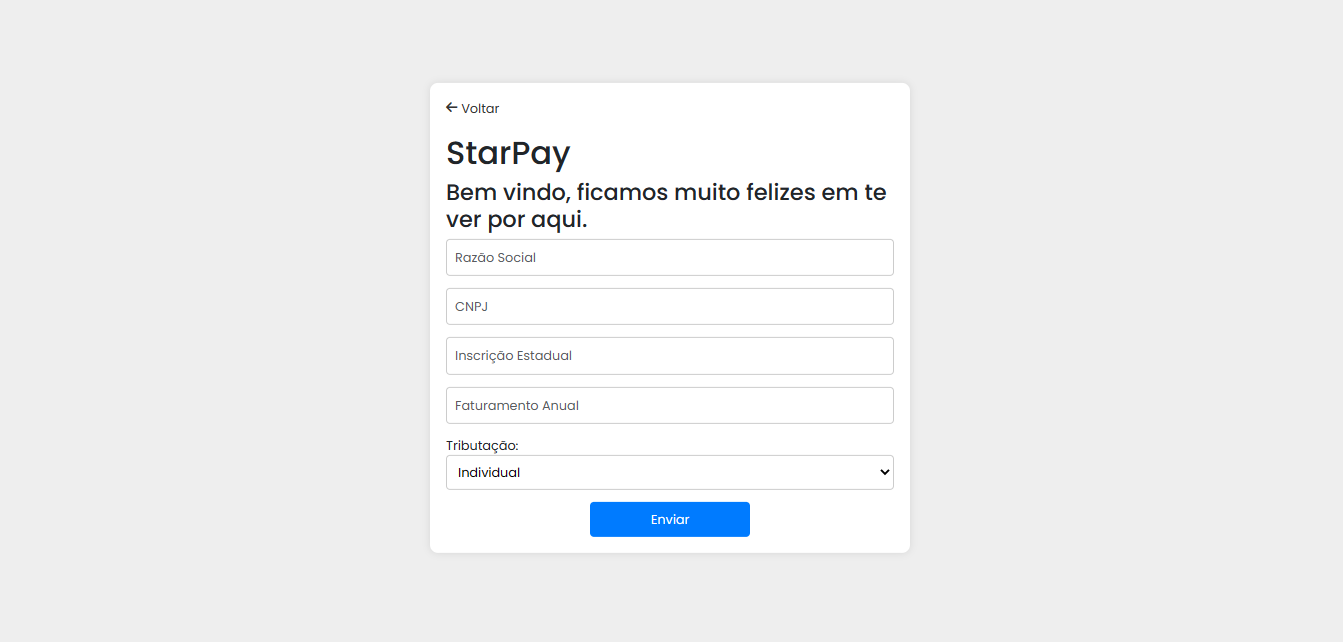 Voltar
StarPay
Bem vindo, ficamos muito felizes em te
ver por aqui.
Razão Social
CNPJ
Inscrição Estadual
Faturamento Anual
Tributação:
Individual
Enviar